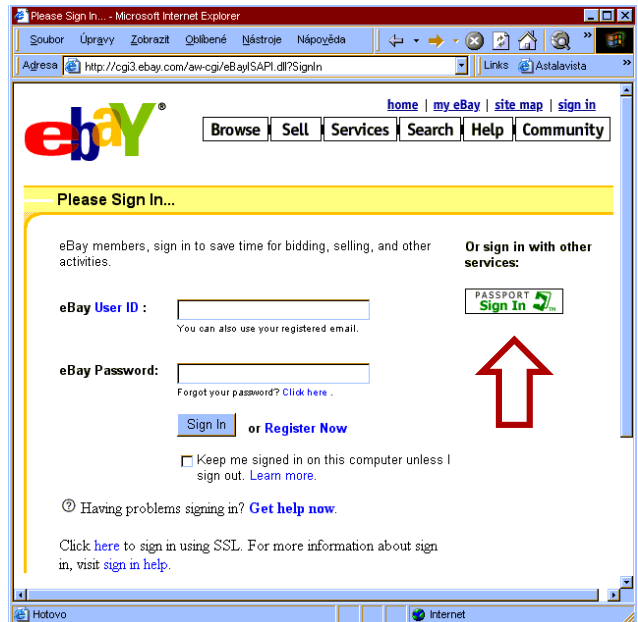 Please Sign In... - Microsoft Internet Explorer
Soubor Úpravy Zobrazit Oblíbené Nástroje Nápověda »
Adresa http://cgi3.ebay.com/aw-cgi/eBayISAPI.dll?SignIn Links Astalavista »
home | my eBay | site map | sign in
ebaY®
Browse Sell Services Search Help Community
Please Sign In...
eBay members, sign in to save time for bidding, selling, and other
activities.
Or sign in with other
services:
PASSPORT
Sign In TM
eBay User ID :
You can also use your registered email.
eBay Password:
Forgot your password? Click here .
Sign In or Register Now
Keep me signed in on this computer unless I
sign out. Learn more.
? Having problems signing in? Get help now.
Click here to sign in using SSL. For more information about sign
in, visit sign in help.
Hotovo Internet